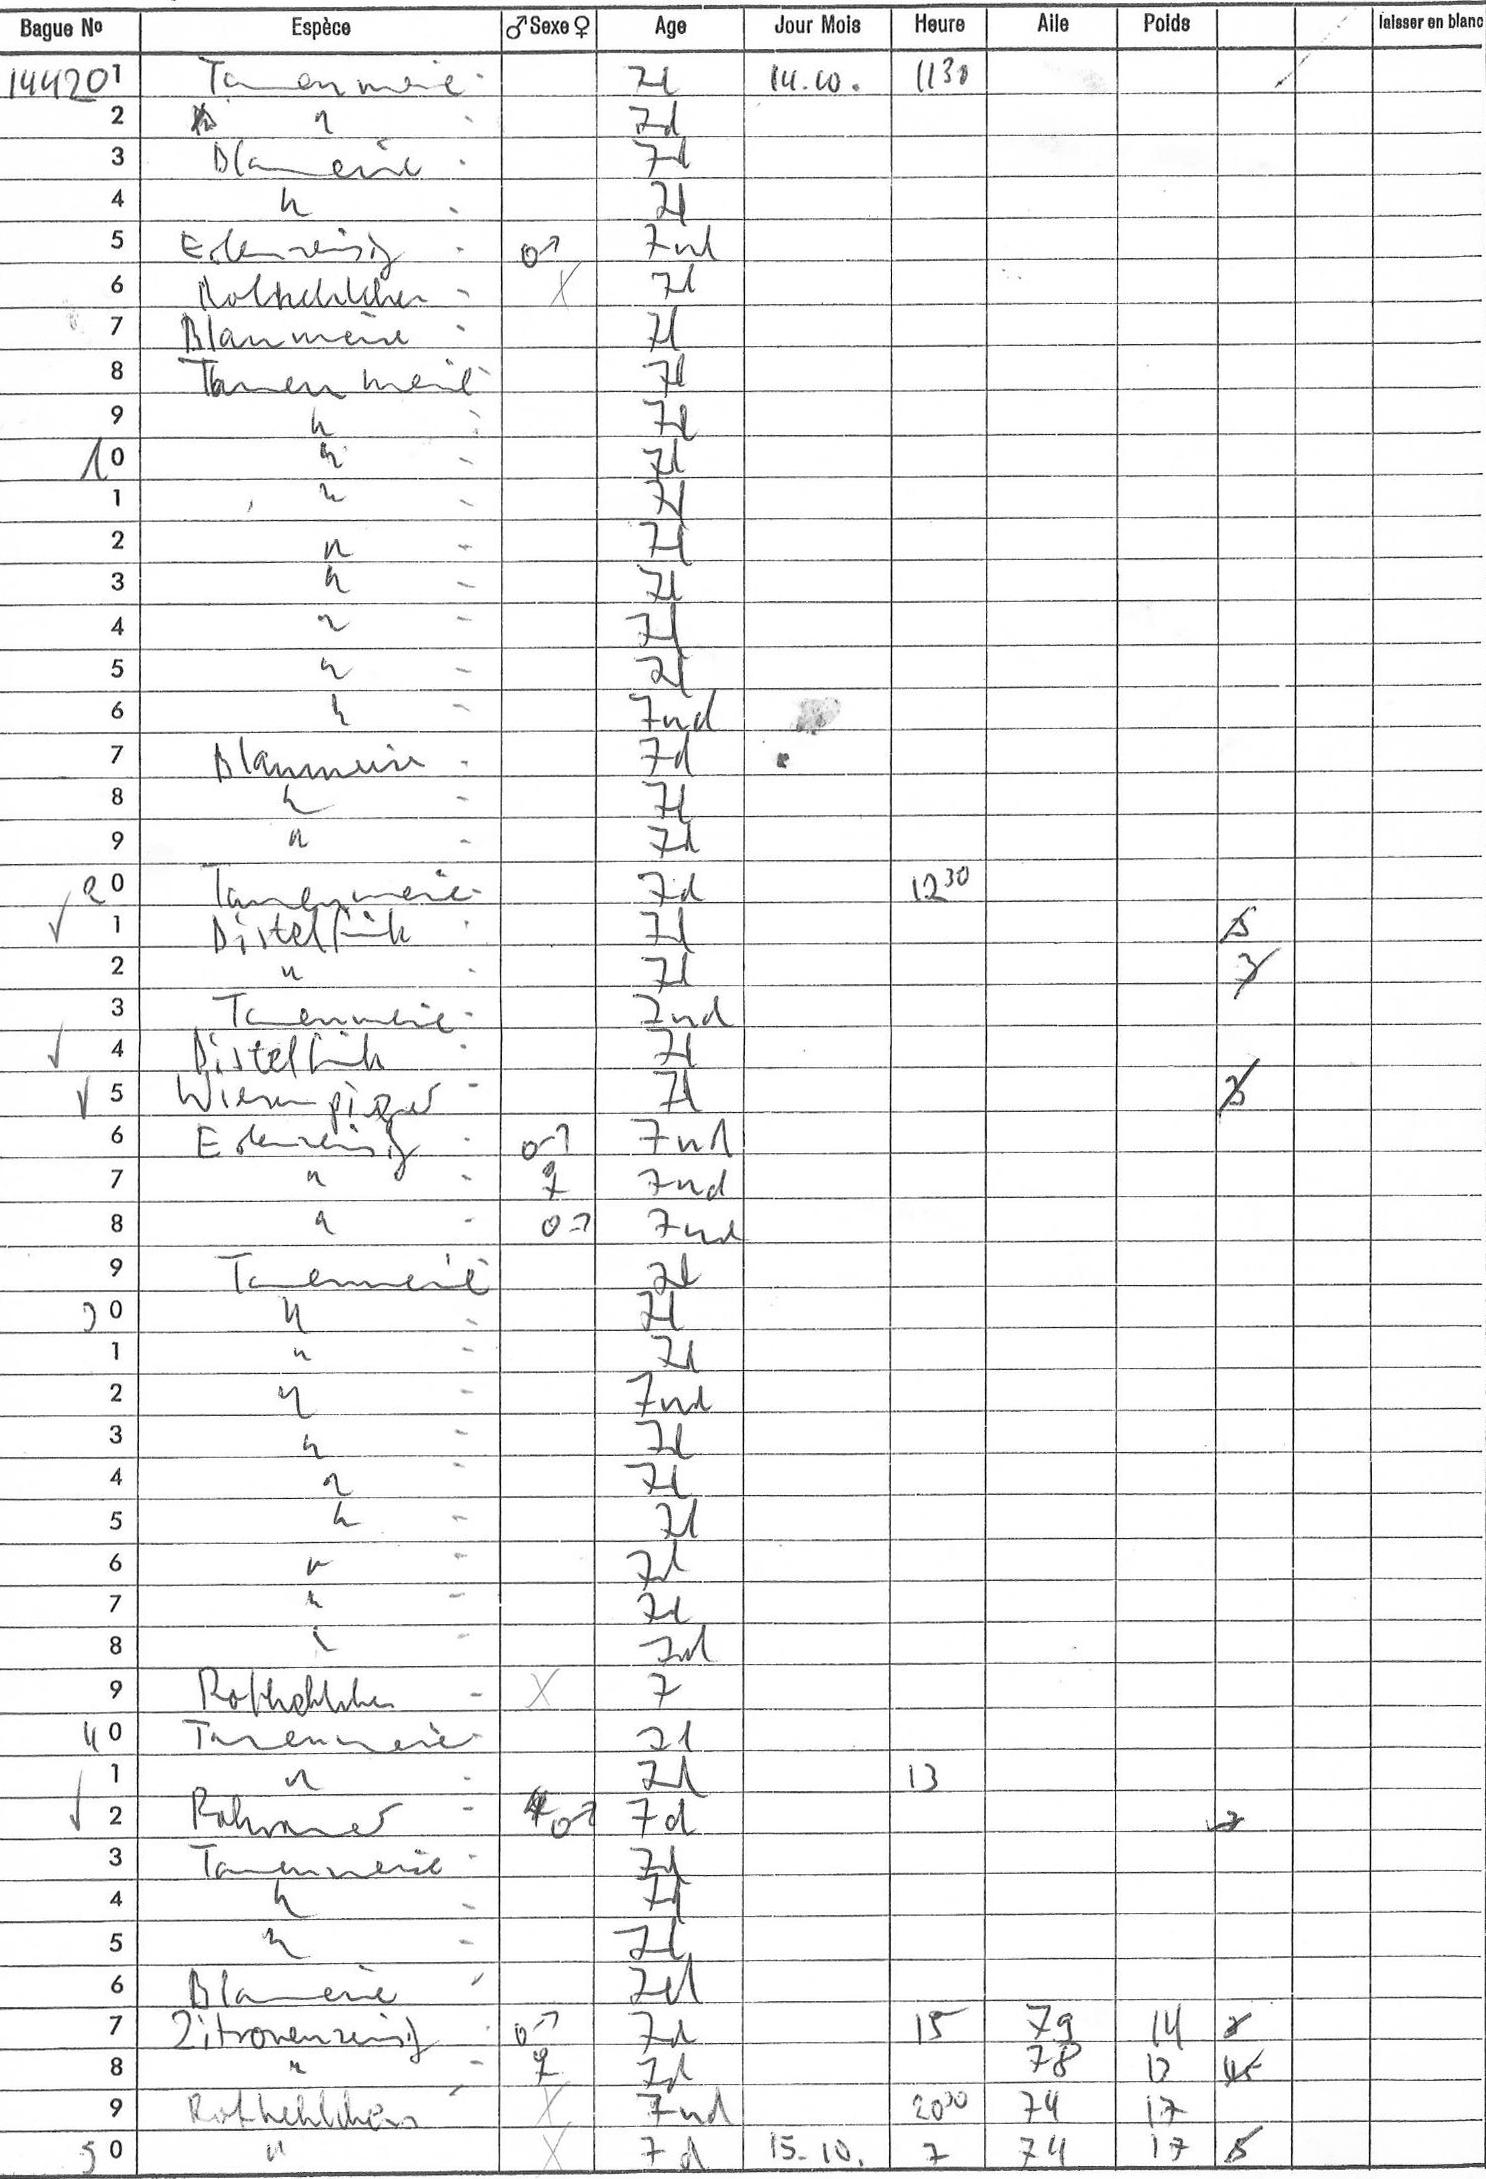 Bague No Espèce ♂ Sexe ♀ Age Jour Mois Heure Aile Poids laisser en blanc
144201 Tannenmeise 7d 14.10. 11 30
2 " 7d
3 Blaumeise 7d
4 " 7d
5 Erlenzeisig ♂ 7nd
6 Rotkehlchen X 7d
7 Blaumeise 7d
8 Tannenmeise 7d
9 " 7d
10 " 7d
1 " 7d
2 " 7d
3 " 7d
4 " 7d
5 " 7d
6 " 7nd
7 Blaumeise 7d
8 " 7d
9 " 7d
20 Tannenmeise 7d 12 30
✓ 1 Distelfink 7d
2 " 7d
3 Tannenmeise 7nd
✓ 4 Distelfink 7d
✓ 5 Wiesenpieper 7d
6 Erlenzeisig ♂ 7nd
7 " ♀ 7nd
8 " ♂ 7nd
9 Tannenmeise 7d
30 " 7d
1 " 7d
2 " 7nd
3 " 7d
4 " 7d
5 " 7d
6 " 7d
7 " 7d
8 " 7d
9 Rotkehlchen X 7
40 Tannenmeise 7d
1 " 7d 13
✓ 2 Rohrammer ♂ 7d
3 Tannenmeise 7d
4 " 7d
5 " 7d
6 Blaumeise 7d
7 Zitronenzeisig ♂ 7d 15 79 14
8 " ♀ 7d 78 13
9 Rotkehlchen X 7nd 20 30 74 17
50 " X 7d 15.10. 7 74 17